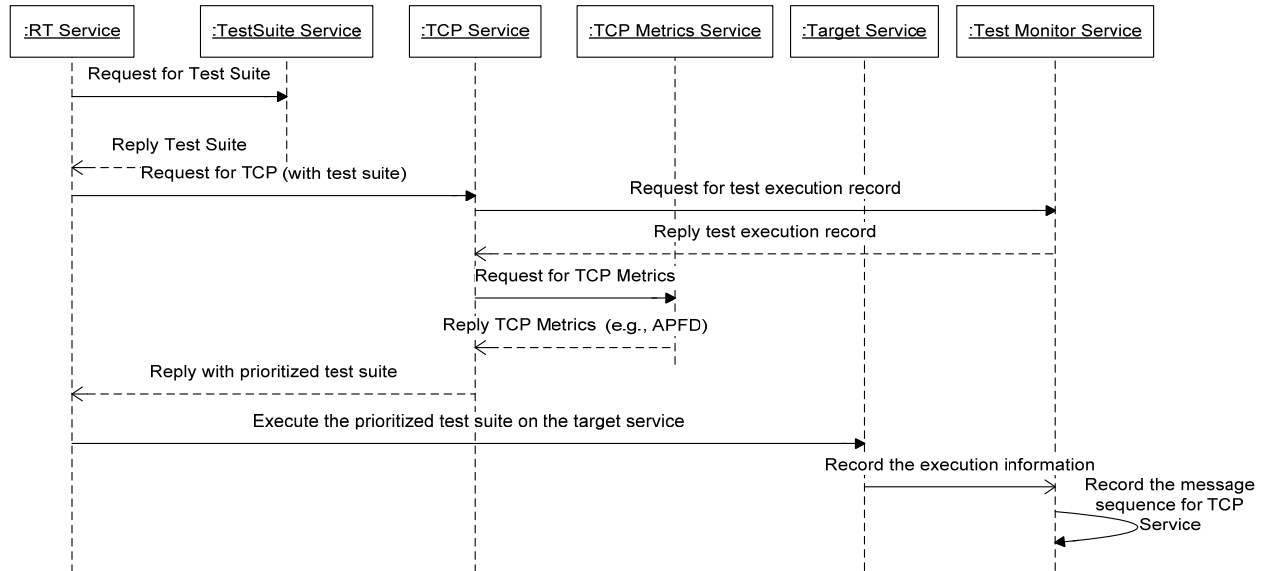 :RT Service
:TestSuite Service
:TCP Service
:TCP Metrics Service
:Target Service
:Test Monitor Service
Request for Test Suite
Reply Test Suite
Request for TCP (with test suite)
Request for test execution record
Reply test execution record
Request for TCP Metrics
Reply TCP Metrics (e.g., APFD)
Reply with prioritized test suite
Execute the prioritized test suite on the target service
Record the execution information
Record the message
sequence for TCP
Service